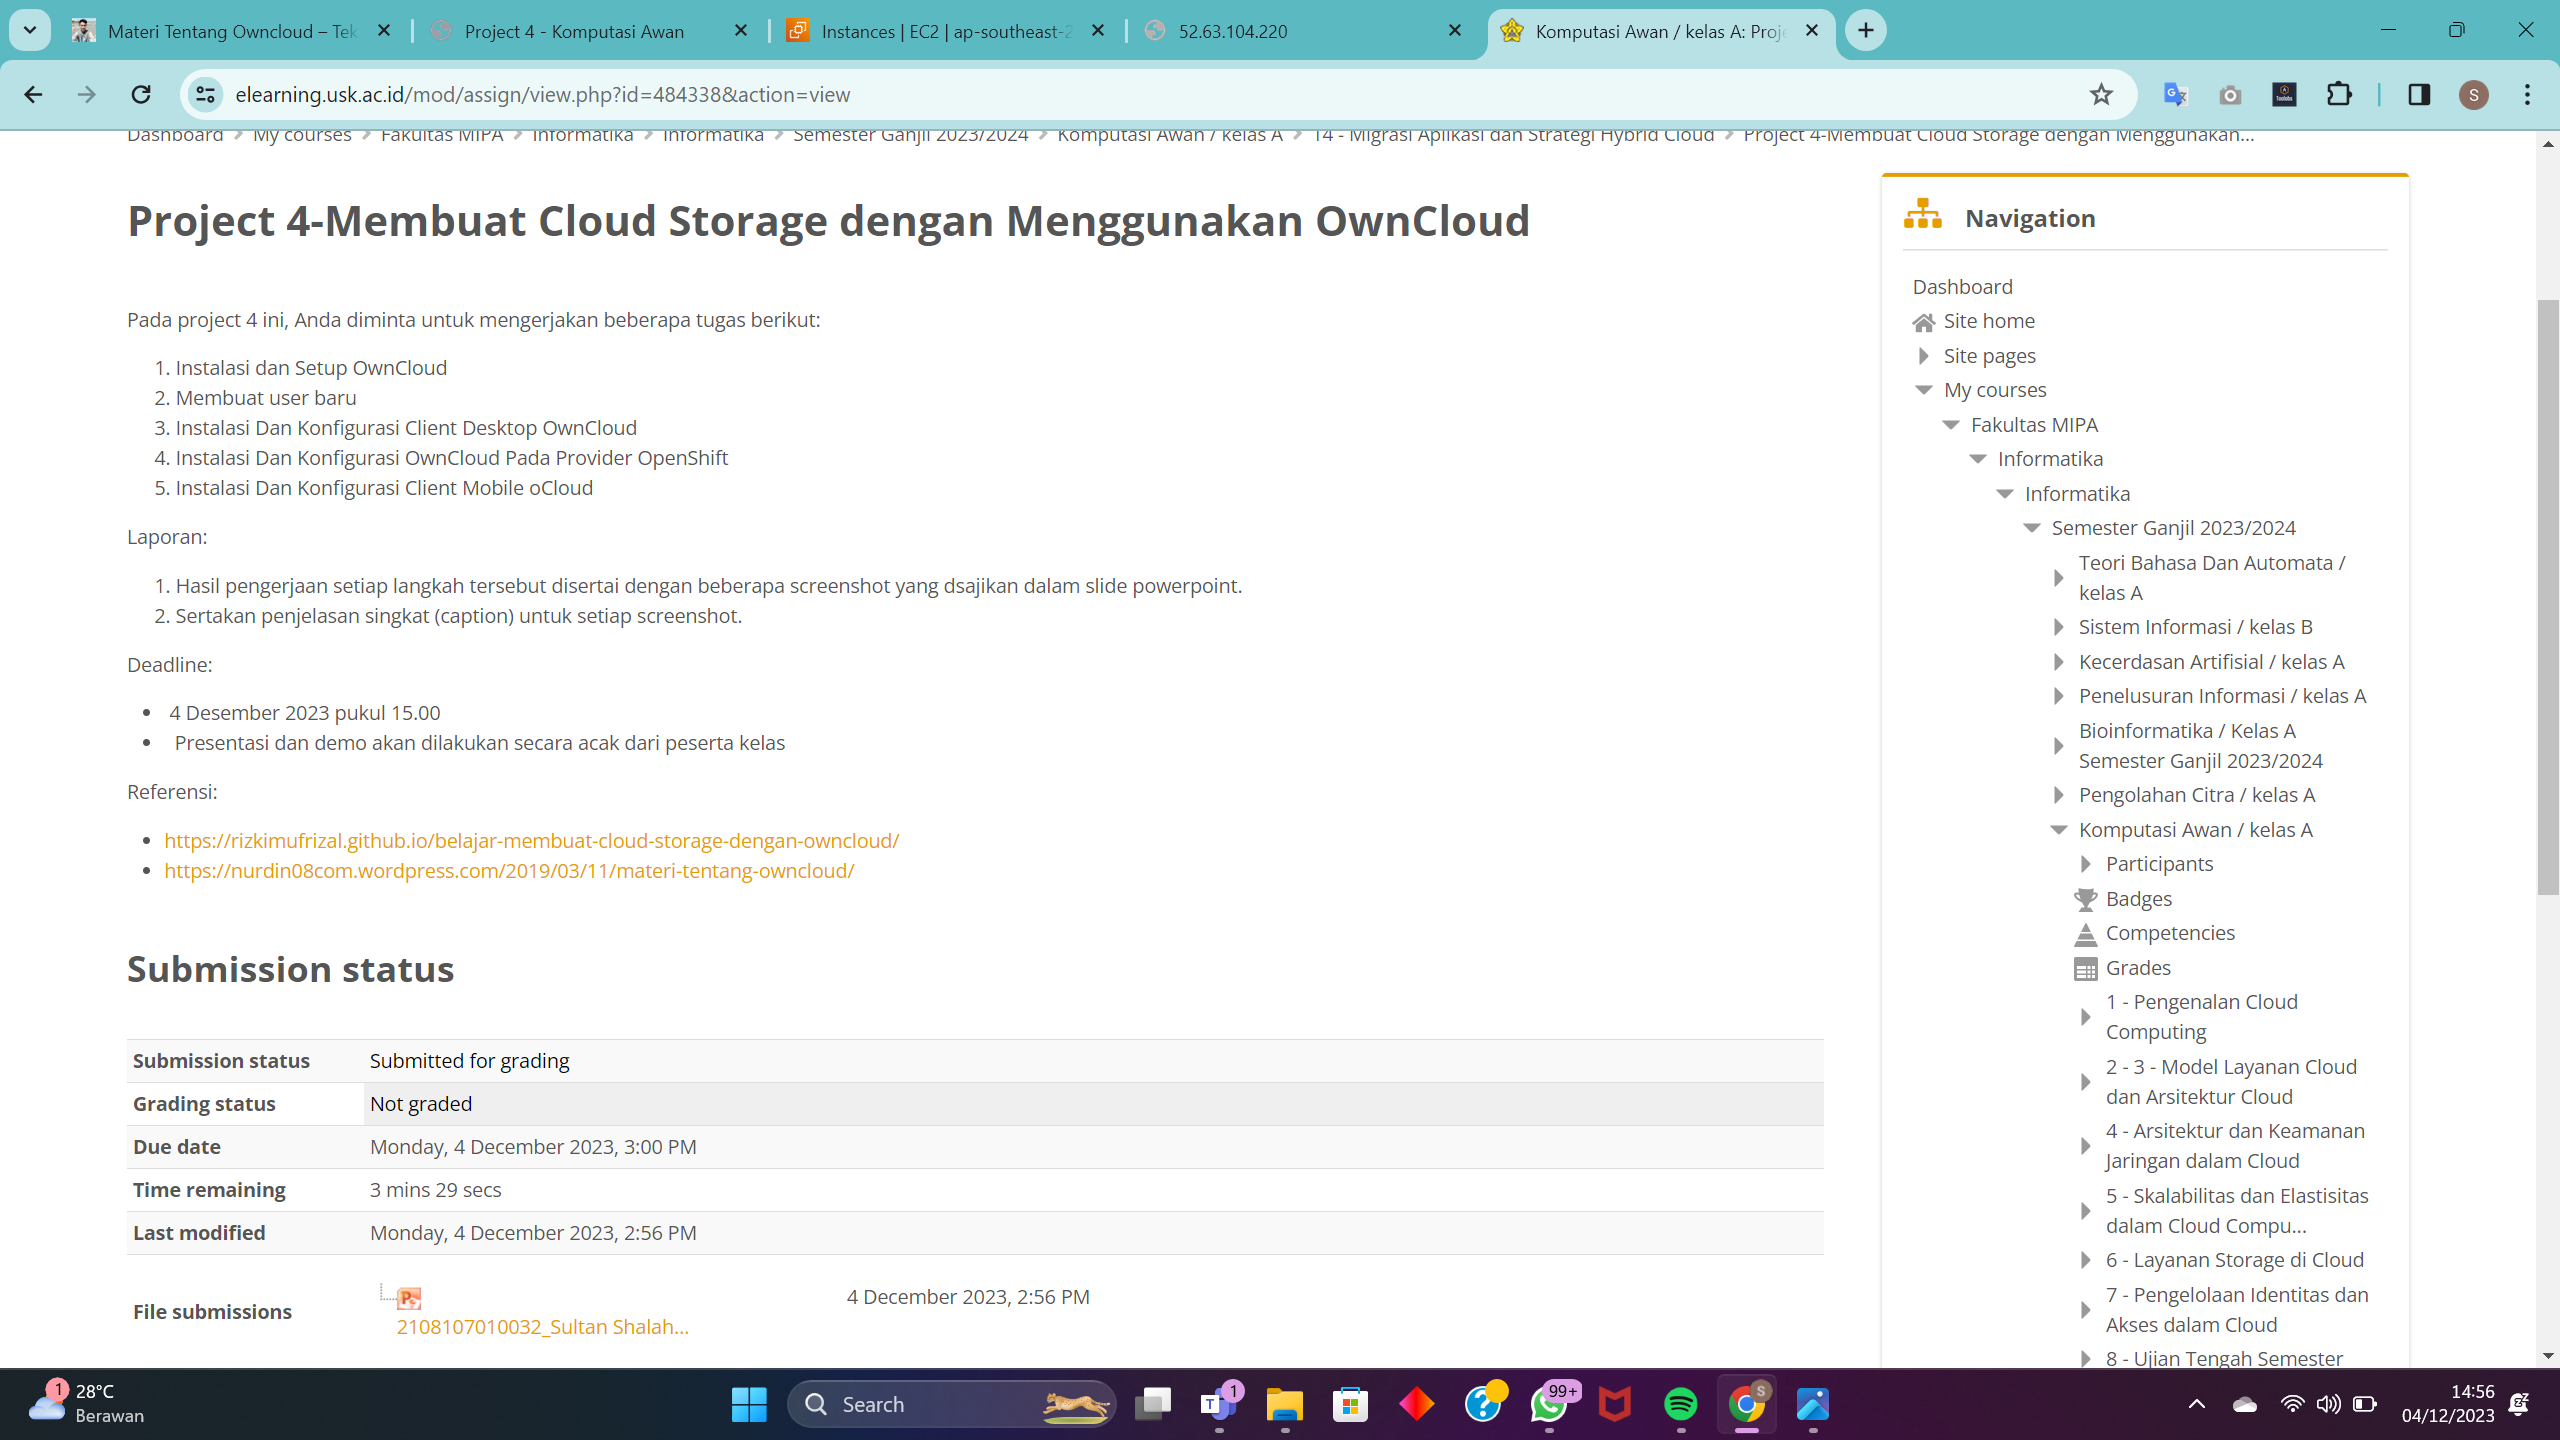 Materi Tentang Owncloud – Tek
Project 4 - Komputasi Awan
Instances | EC2 | ap-southeast-2
52.63.104.220
Komputasi Awan / kelas A: Proje
elearning.usk.ac.id/mod/assign/view.php?id=484338&action=view
S
Dashboard My courses Fakultas MIPA Informatika Informatika Semester Ganjil 2023/2024 Komputasi Awan / kelas A 14 - Migrasi Aplikasi dan Strategi Hybrid Cloud Project 4-Membuat Cloud Storage dengan Menggunakan...
Project 4-Membuat Cloud Storage dengan Menggunakan OwnCloud
Pada project 4 ini, Anda diminta untuk mengerjakan beberapa tugas berikut:
1. Instalasi dan Setup OwnCloud
2. Membuat user baru
3. Instalasi Dan Konfigurasi Client Desktop OwnCloud
4. Instalasi Dan Konfigurasi OwnCloud Pada Provider OpenShift
5. Instalasi Dan Konfigurasi Client Mobile oCloud
Laporan:
1. Hasil pengerjaan setiap langkah tersebut disertai dengan beberapa screenshot yang dsajikan dalam slide powerpoint.
2. Sertakan penjelasan singkat (caption) untuk setiap screenshot.
Deadline:
• 4 Desember 2023 pukul 15.00
• Presentasi dan demo akan dilakukan secara acak dari peserta kelas
Referensi:
• https://rizkimufrizal.github.io/belajar-membuat-cloud-storage-dengan-owncloud/
• https://nurdin08com.wordpress.com/2019/03/11/materi-tentang-owncloud/
Submission status
Submission status Submitted for grading
Grading status Not graded
Due date Monday, 4 December 2023, 3:00 PM
Time remaining 3 mins 29 secs
Last modified Monday, 4 December 2023, 2:56 PM
File submissions
2108107010032_Sultan Shalah...
4 December 2023, 2:56 PM
Navigation
Dashboard
Site home
Site pages
My courses
Fakultas MIPA
Informatika
Informatika
Semester Ganjil 2023/2024
Teori Bahasa Dan Automata /
kelas A
Sistem Informasi / kelas B
Kecerdasan Artifisial / kelas A
Penelusuran Informasi / kelas A
Bioinformatika / Kelas A
Semester Ganjil 2023/2024
Pengolahan Citra / kelas A
Komputasi Awan / kelas A
Participants
Badges
Competencies
Grades
1 - Pengenalan Cloud
Computing
2 - 3 - Model Layanan Cloud
dan Arsitektur Cloud
4 - Arsitektur dan Keamanan
Jaringan dalam Cloud
5 - Skalabilitas dan Elastisitas
dalam Cloud Compu...
6 - Layanan Storage di Cloud
7 - Pengelolaan Identitas dan
Akses dalam Cloud
8 - Ujian Tengah Semester
1
28°C
Berawan
Search
1
99+
S
14:56
04/12/2023